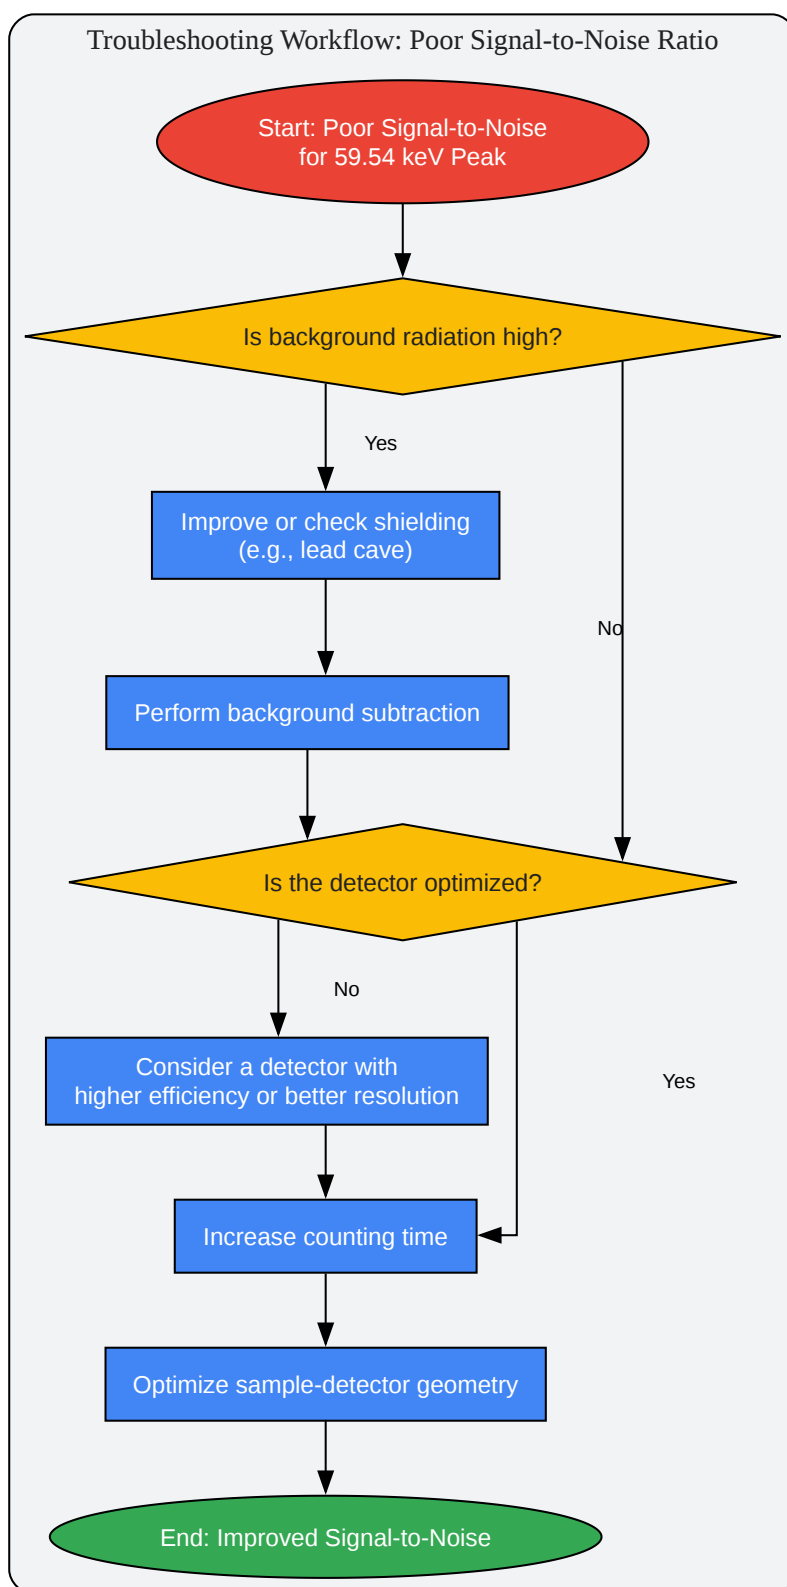 Troubleshooting Workflow: Poor Signal-to-Noise Ratio
Start: Poor Signal-to-Noise
for 59.54 keV Peak
Is background radiation high?
Yes
Improve or check shielding
(e.g., lead cave)
No
Perform background subtraction
Is the detector optimized?
No
Consider a detector with
higher efficiency or better resolution
Yes
Increase counting time
Optimize sample-detector geometry
End: Improved Signal-to-Noise